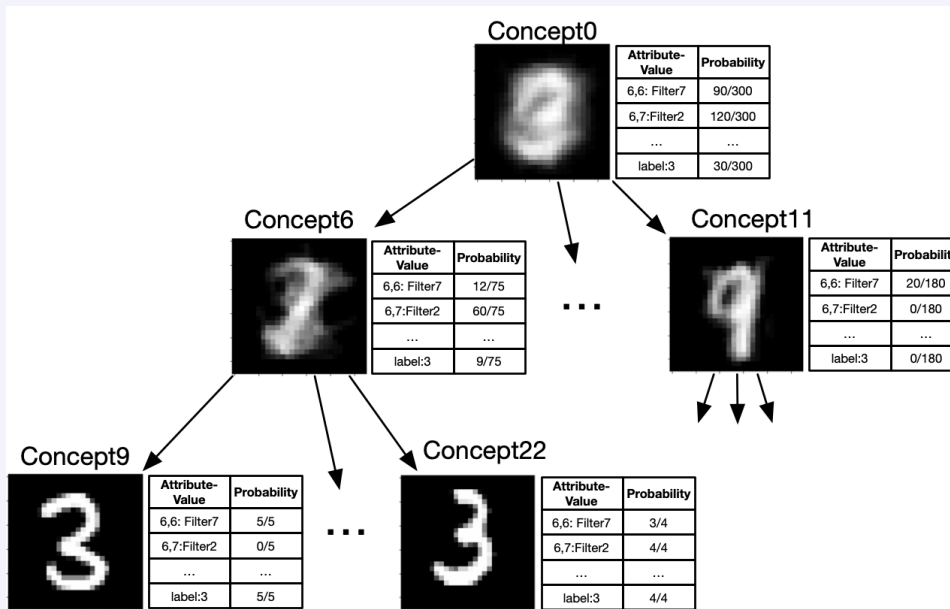 Concept0
Attribute-
Value
Probability
6,6: Filter7
90/300
6,7:Filter2
120/300
...
...
label:3
30/300
Concept6
Attribute-
Value
Probability
6,6: Filter7
12/75
6,7:Filter2
60/75
...
...
label:3
9/75
...
Concept11
Attribute-
Value
Probabilit
6,6: Filter7
20/180
6,7:Filter2
0/180
...
...
label:3
0/180
Concept9
Attribute-
Value
Probability
6,6: Filter7
5/5
6,7:Filter2
0/5
...
...
label:3
5/5
...
Concept22
Attribute-
Value
Probability
6,6: Filter7
3/4
6,7:Filter2
4/4
...
...
label:3
4/4
3
3